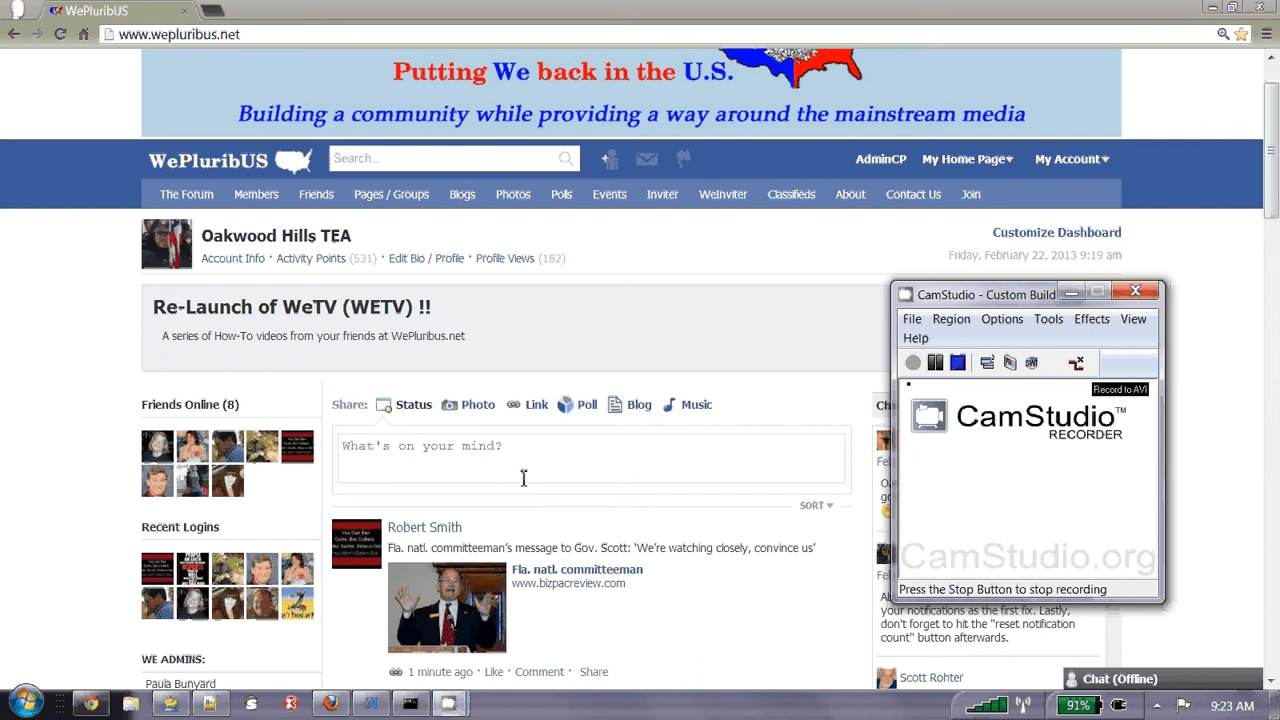 WePluribUS
www.wepluribus.net
Putting We back in the U.S.
Building a community while providing a way around the mainstream media
WePluribUS
Search...
AdminCP My Home Page My Account
The Forum Members Friends Pages / Groups Blogs Photos Polls Events Inviter WeInviter Classifieds About Contact Us Join
Oakwood Hills TEA
Customize Dashboard
Account Info · Activity Points (531) · Edit Bio / Profile · Profile Views (182)
Friday, February 22, 2013 9:19 am
Re-Launch of WeTV (WETV) !!
A series of How-To videos from your friends at WePluribus.net
Friends Online (8)
Share: Status Photo Link Poll Blog Music
What's on your mind?
SORT
Recent Logins
Robert Smith
Fla. natl. committeeman's message to Gov. Scott: 'We're watching closely, convince us'
Fla. natl. committeeman
www.bizpacreview.com
1 minute ago · Like · Comment · Share
WE ADMINS:
Paula Bunyard
CamStudio - Custom Build
File Region Options Tools Effects View
Help
Record to AVI
CamStudio™
RECORDER
CamStudio.org
Press the Stop Button to stop recording
your notifications as the first fix. Lastly,
don't forget to hit the "reset notification
count" button afterwards.
Scott Rohter
Chat (Offline)
91%
9:23 AM